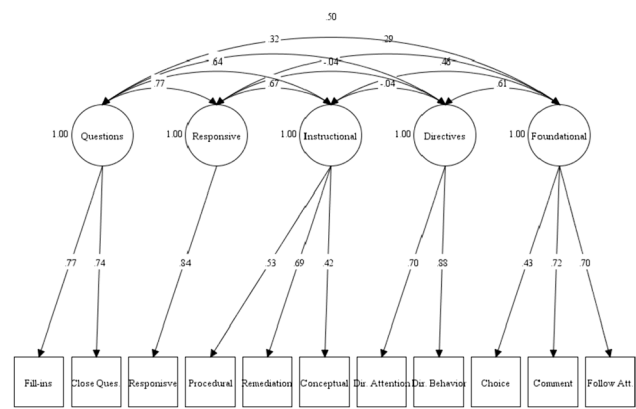 .50
.32 .29
.64 -.04 .46
.77 .67 -.04 .61
1.00 Questions 1.00 Responsive 1.00 Instructional 1.00 Directives 1.00 Foundational
.77 .74 .84 .53 .69 .42 .70 .88 .43 .72 .70
Fill-ins Close Ques. Responisve Procedural Remediation Conceptual Dir. Attention Dir. Behavior Choice Comment Follow Att.